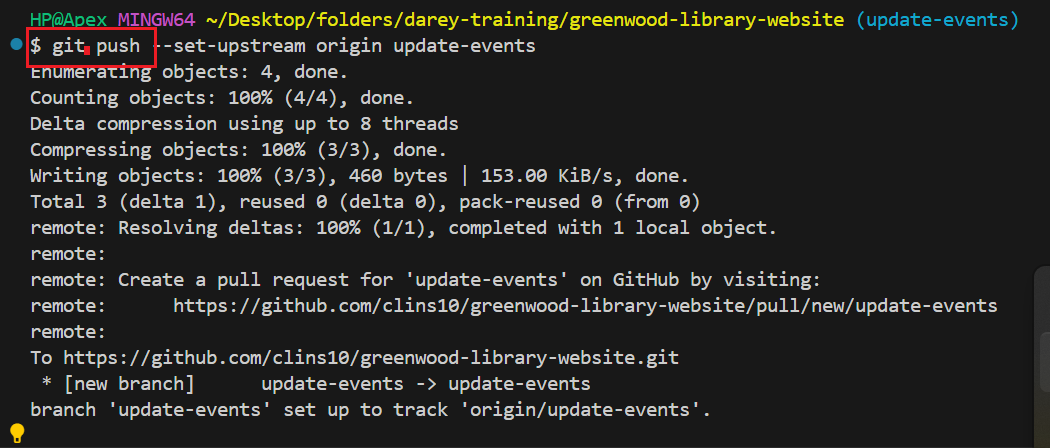 HP@Apex MINGW64 ~/Desktop/folders/darey-training/greenwood-library-website (update-events)
$ git push --set-upstream origin update-events
Enumerating objects: 4, done.
Counting objects: 100% (4/4), done.
Delta compression using up to 8 threads
Compressing objects: 100% (3/3), done.
Writing objects: 100% (3/3), 460 bytes | 153.00 KiB/s, done.
Total 3 (delta 1), reused 0 (delta 0), pack-reused 0 (from 0)
remote: Resolving deltas: 100% (1/1), completed with 1 local object.
remote:
remote: Create a pull request for 'update-events' on GitHub by visiting:
remote:      https://github.com/clins10/greenwood-library-website/pull/new/update-events
remote:
To https://github.com/clins10/greenwood-library-website.git
 * [new branch]      update-events -> update-events
branch 'update-events' set up to track 'origin/update-events'.